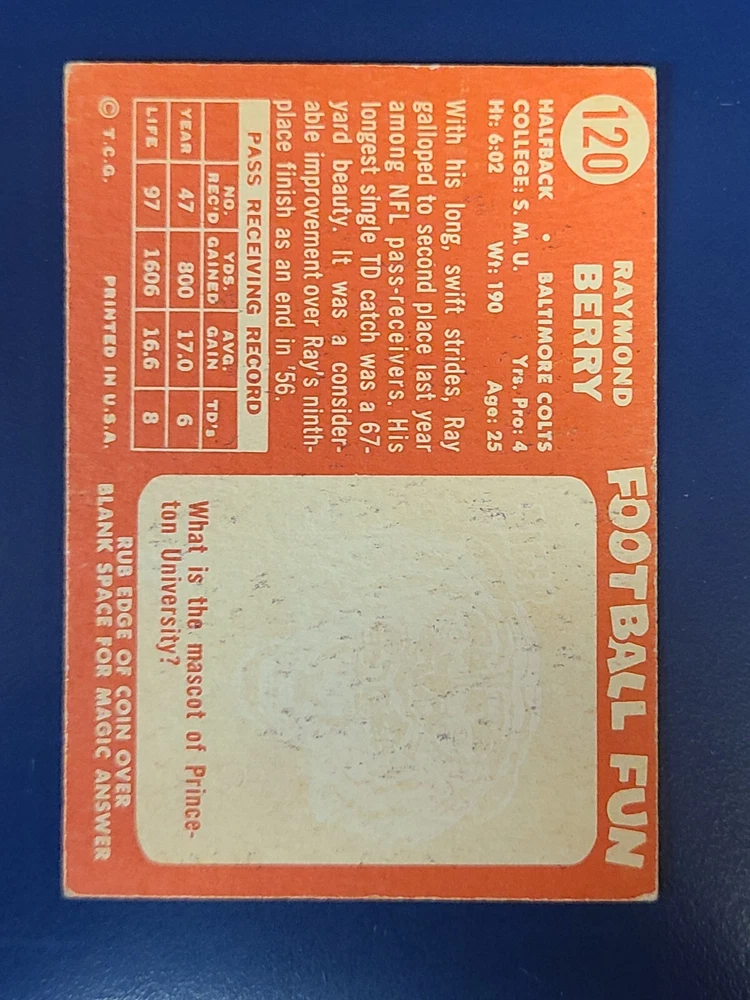 120
RAYMOND
BERRY
HALFBACK • BALTIMORE COLTS
COLLEGE: S. M. U. Yrs. Pro: 4
Ht: 6:02 Wt: 190 Age: 25
With his long, swift strides, Ray
galloped to second place last year
among NFL pass-receivers. His
longest single TD catch was a 67-
yard beauty. It was a consider-
able improvement over Ray's ninth-
place finish as an end in '56.
PASS RECEIVING RECORD
NO. REC'D YDS. GAINED AVG. GAIN TD's
YEAR 47 800 17.0 6
LIFE 97 1606 16.6 8
© T.C.G. PRINTED IN U.S.A.
FOOTBALL FUN
What is the mascot of Prince-
ton University?
RUB EDGE OF COIN OVER
BLANK SPACE FOR MAGIC ANSWER